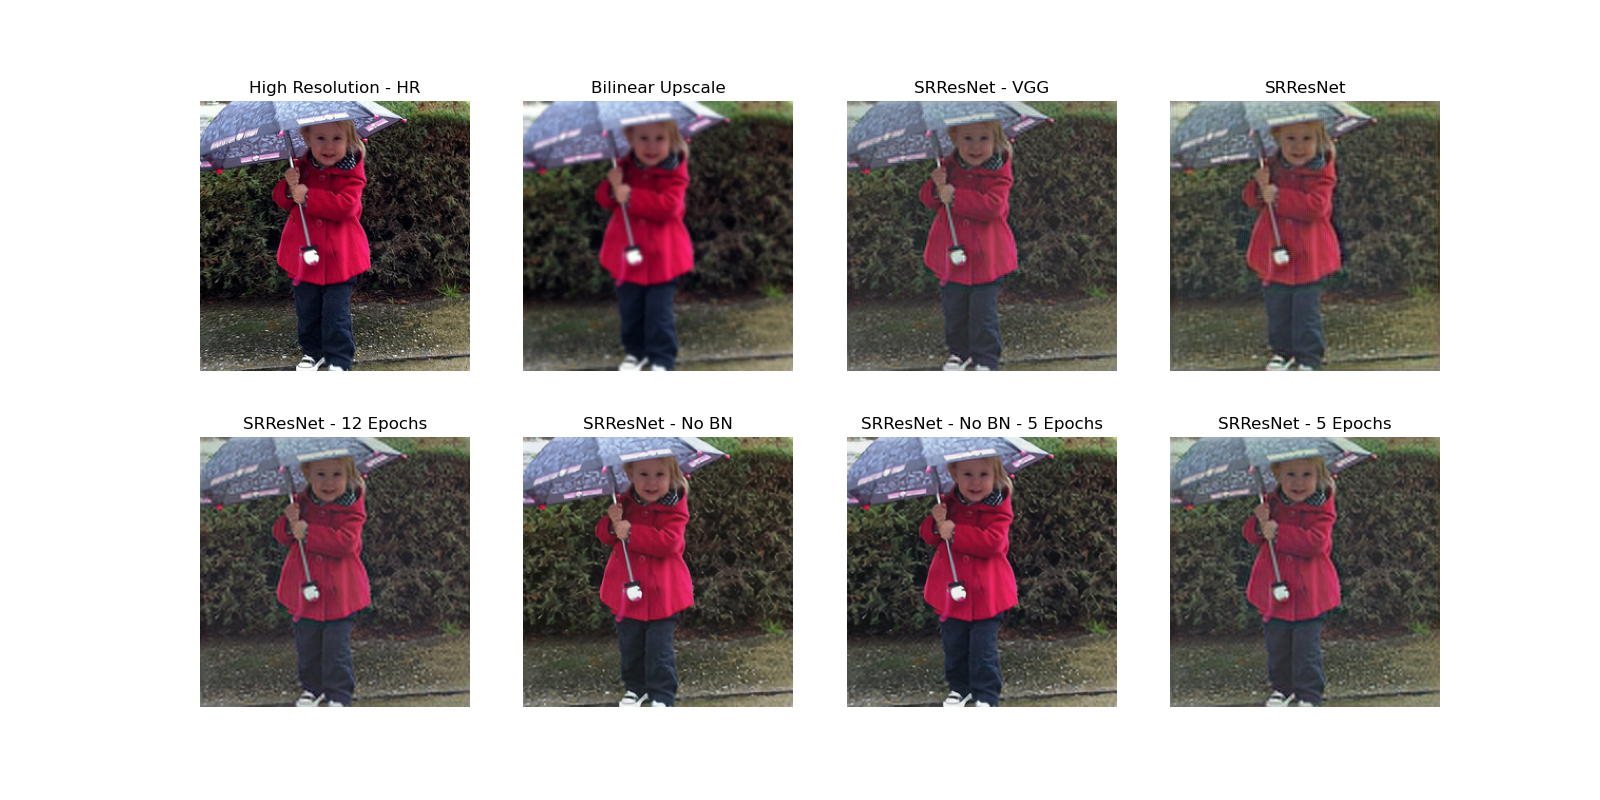 High Resolution - HR
Bilinear Upscale
SRResNet - VGG
SRResNet
SRResNet - 12 Epochs
SRResNet - No BN
SRResNet - No BN - 5 Epochs
SRResNet - 5 Epochs